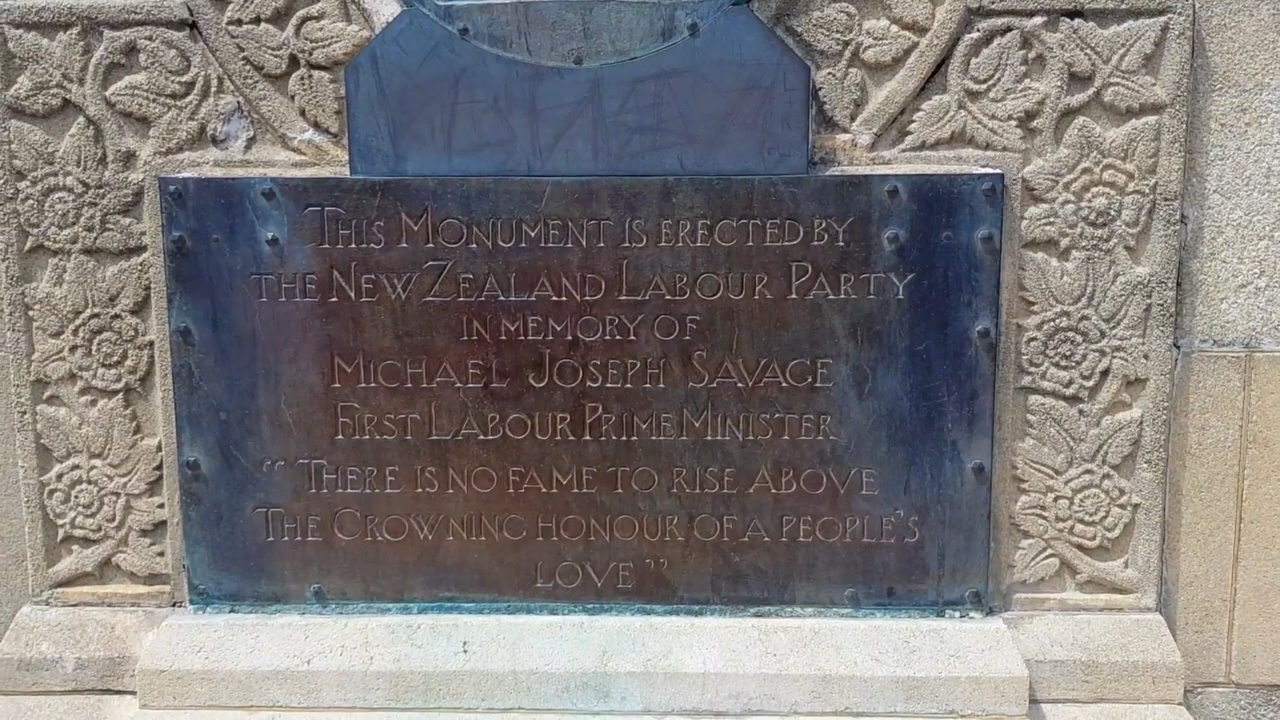 This Monument is erected by
the New Zealand Labour Party
in memory of
Michael Joseph Savage
First Labour Prime Minister
“ There is no fame to rise above
The Crowning honour of a people's
love ”